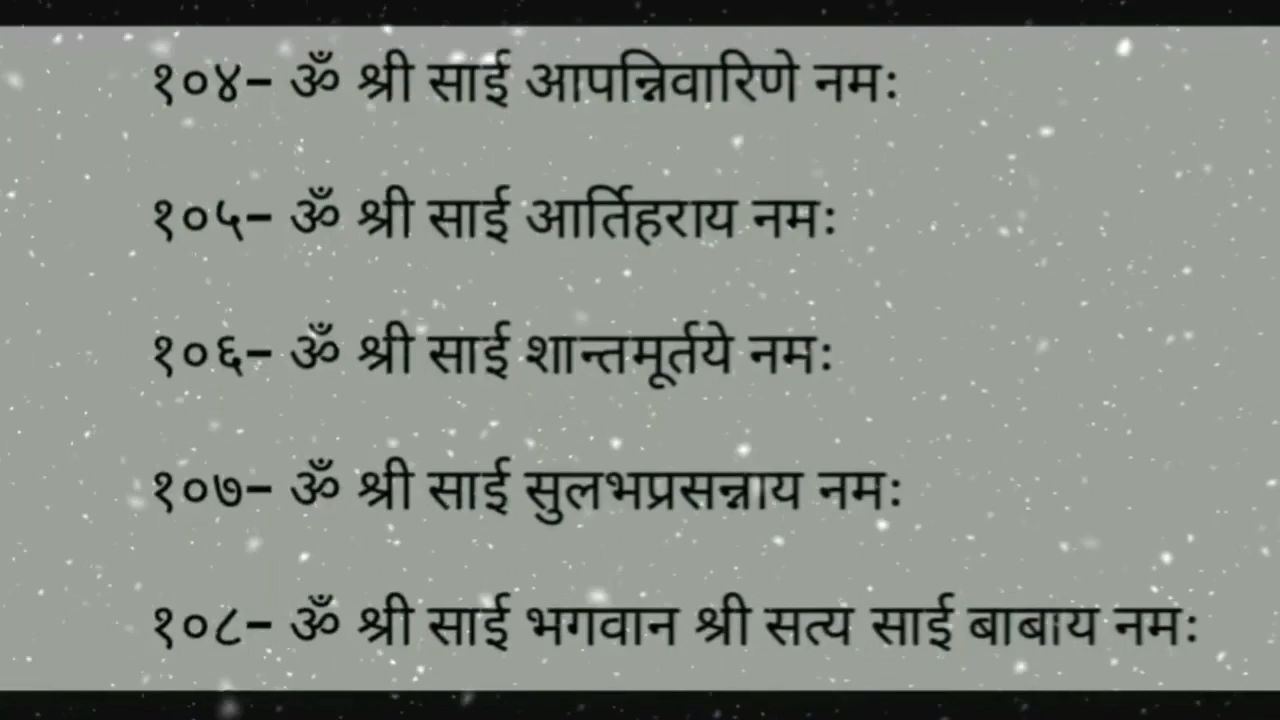 १०४– ॐ श्री साई आपन्निवारिणे नमः
१०५– ॐ श्री साई आर्तिहराय नमः
१०६– ॐ श्री साई शान्तमूर्तये नमः
१०७– ॐ श्री साई सुलभप्रसन्नाय नमः
१०८– ॐ श्री साई भगवान श्री सत्य साई बाबाय नमः